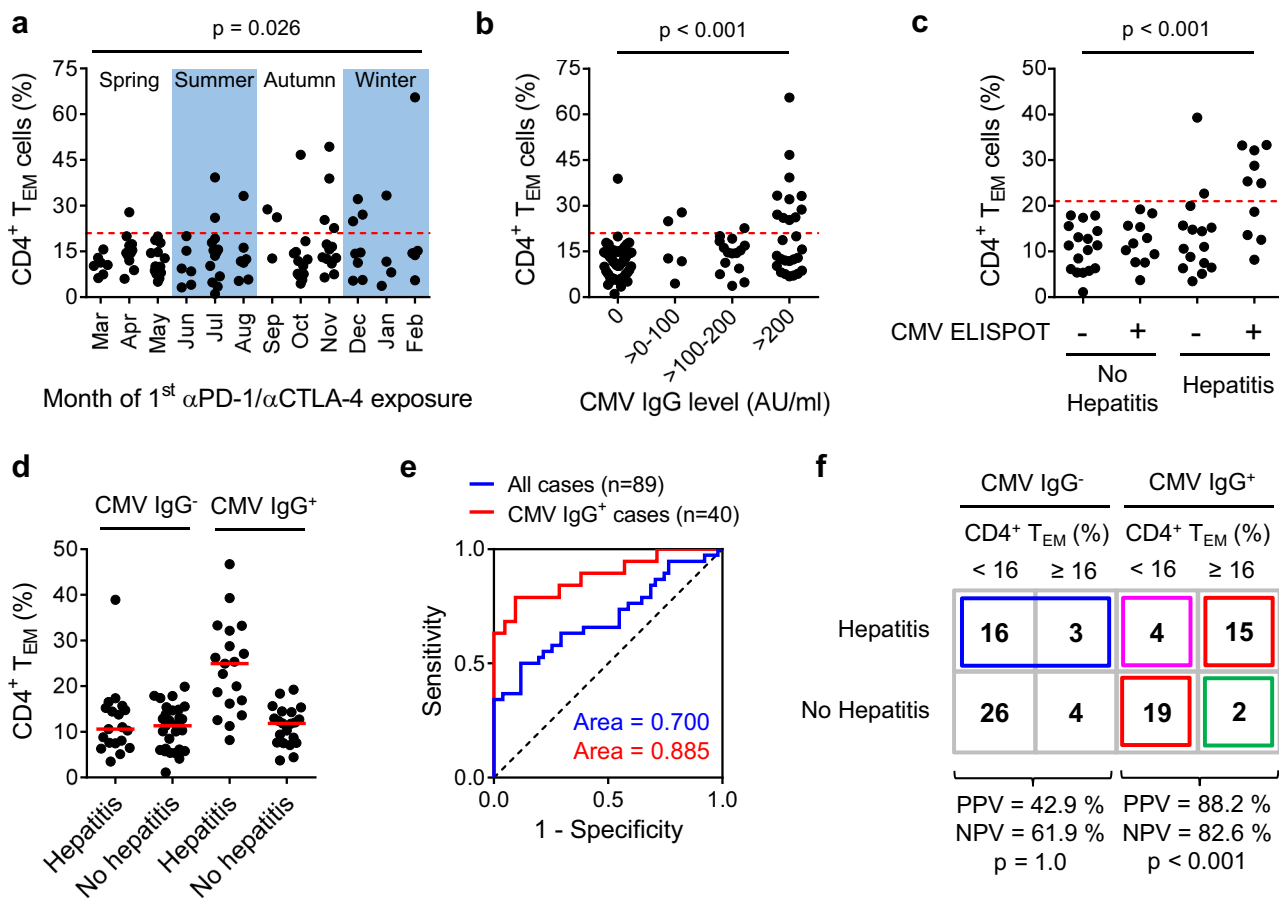 a
p = 0.026
CD4+ TEM cells (%)
75
60
45
30
15
0
Spring
Summer
Autumn
Winter
Mar
Apr
May
Jun
Jul
Aug
Sep
Oct
Nov
Dec
Jan
Feb
Month of 1st αPD-1/αCTLA-4 exposure
b
p < 0.001
CD4+ TEM cells (%)
75
60
45
30
15
0
0
>0-100
>100-200
>200
CMV IgG level (AU/ml)
c
p < 0.001
CD4+ TEM cells (%)
50
40
30
20
10
0
CMV ELISPOT - + - +
No Hepatitis
Hepatitis
d
CMV IgG-
CMV IgG+
CD4+ TEM (%)
50
40
30
20
10
0
Hepatitis
No hepatitis
Hepatitis
No hepatitis
e
All cases (n=89)
CMV IgG+ cases (n=40)
Sensitivity
1.0
0.5
0.0
Area = 0.700
Area = 0.885
0.0
0.5
1.0
1 - Specificity
f
CMV IgG-
CMV IgG+
CD4+ TEM (%)
CD4+ TEM (%)
< 16
≥ 16
< 16
≥ 16
Hepatitis 16 3 4 15
No Hepatitis 26 4 19 2
PPV = 42.9 %
NPV = 61.9 %
p = 1.0
PPV = 88.2 %
NPV = 82.6 %
p < 0.001